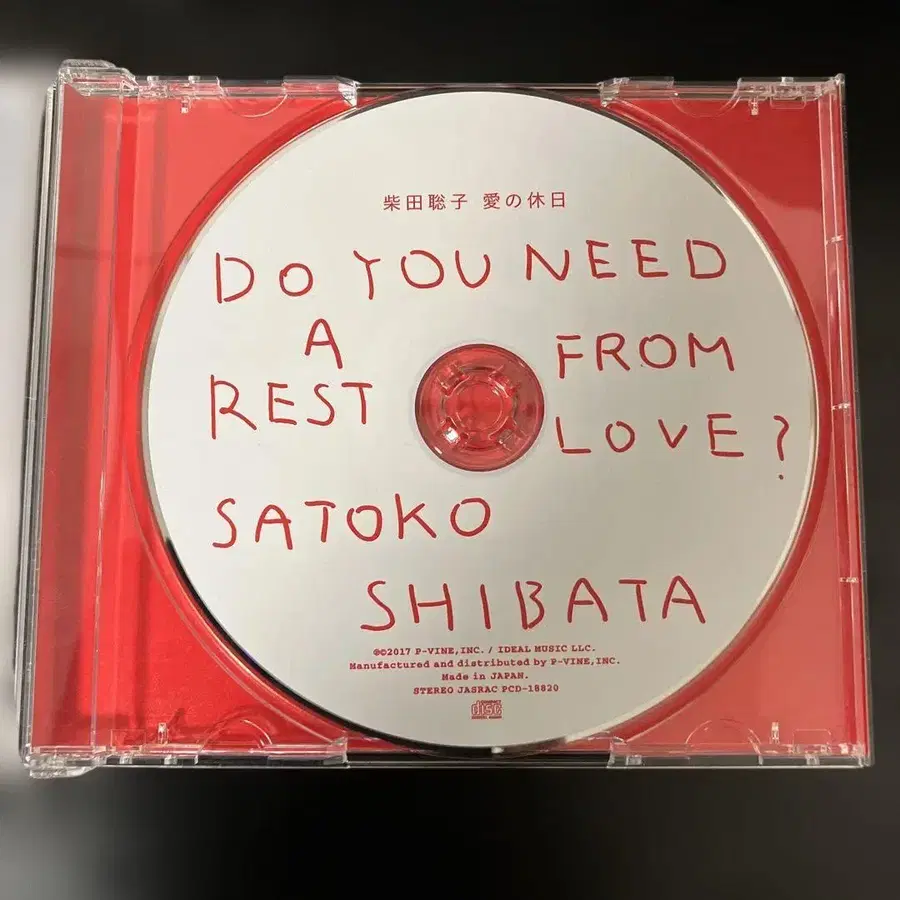 柴田聡子 愛の休日
DO YOU NEED
A
REST
FROM
LOVE?
SATOKO
SHIBATA
℗©2017 P-VINE,INC. / IDEAL MUSIC LLC.
Manufactured and distributed by P-VINE,INC.
Made in JAPAN.
STEREO JASRAC PCD-18820
disc